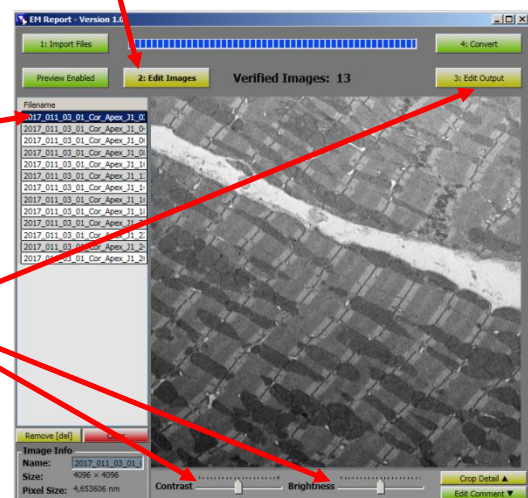 EM Report - Version 1.0
1: Import Files
4: Convert
Preview Enabled
2: Edit Images
Verified Images: 13
3: Edit Output
Filename
2017_011_03_01_Cor_Apex_J1_0
2017_011_03_01_Cor_Apex_J1_0
2017_011_03_01_Cor_Apex_J1_0
2017_011_03_01_Cor_Apex_J1_0
2017_011_03_01_Cor_Apex_J1_1
2017_011_03_01_Cor_Apex_J1_1
2017_011_03_01_Cor_Apex_J1_1
2017_011_03_01_Cor_Apex_J1_1
2017_011_03_01_Cor_Apex_J1_1
2017_011_03_01_Cor_Apex_J1_2
2017_011_03_01_Cor_Apex_J1_2
2017_011_03_01_Cor_Apex_J1_2
Remove [del]
Image Info
Name: 2017_011_03_01_
Size: 4096 × 4096
Pixel Size: 4,653606 nm
Contrast
Brightness
Crop Detail ▲
Edit Comment ▼